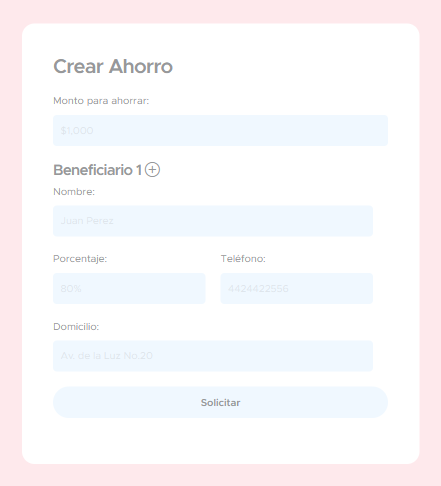 Crear Ahorro
Monto para ahorrar:
$1,000
Beneficiario 1
Nombre:
Juan Perez
Porcentaje: Teléfono:
30% 4424422556
Domicilio:
Av. de la Luz No.20
Solicitar